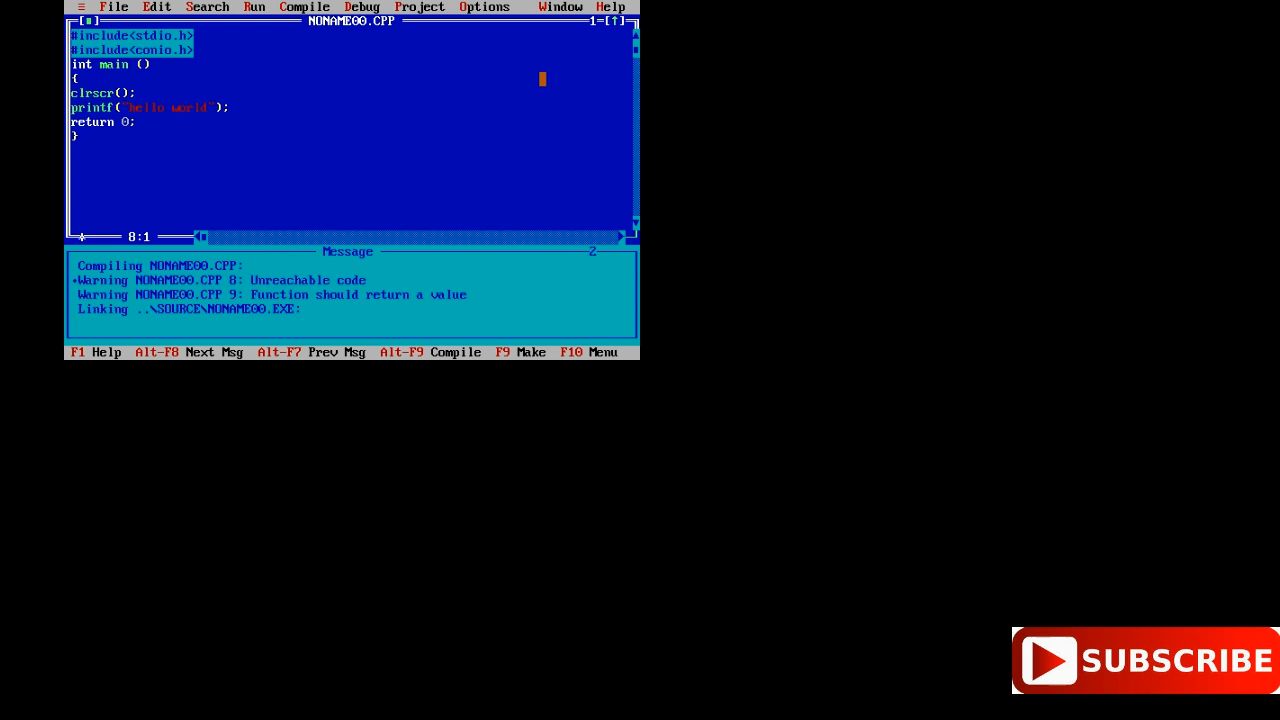 ≡ File Edit Search Run Compile Debug Project Options Window Help
[■] NONAME00.CPP 1=[↑]
#include<stdio.h>
#include<conio.h>
int main ()
{
clrscr();
printf("hello world");
return 0;
}
8:1
Message 2
Compiling NONAME00.CPP:
•Warning NONAME00.CPP 8: Unreachable code
Warning NONAME00.CPP 9: Function should return a value
Linking ..\SOURCE\NONAME00.EXE:
F1 Help Alt-F8 Next Msg Alt-F7 Prev Msg Alt-F9 Compile F9 Make F10 Menu
SUBSCRIBE